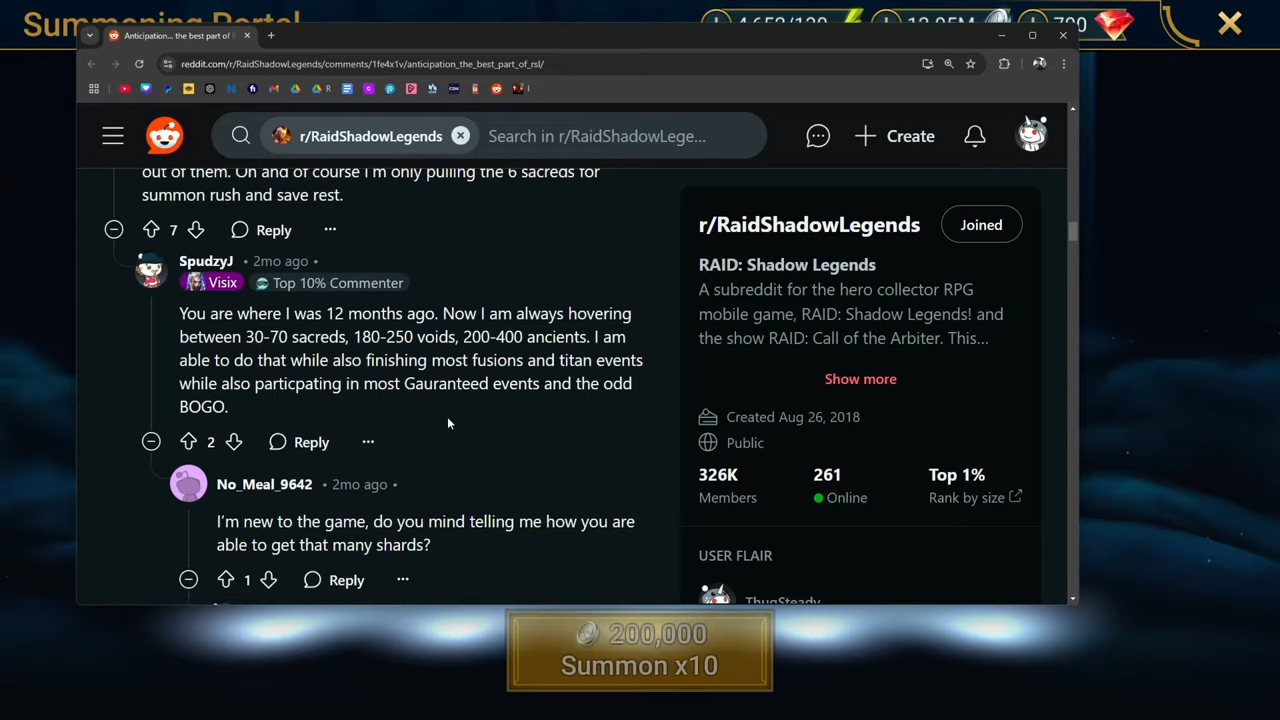 Summoning Portal
4,652/130
12.95M
700
Anticipation... the best part of
reddit.com/r/RaidShadowLegends/comments/1fe4x1v/anticipation_the_best_part_of_rsl/
r/RaidShadowLegends
Search in r/RaidShadowLege...
Create
out of them. Oh and of course I'm only pulling the 6 sacreds for
summon rush and save rest.
7 Reply ...
SpudzyJ • 2mo ago •
Visix Top 10% Commenter
You are where I was 12 months ago. Now I am always hovering
between 30-70 sacreds, 180-250 voids, 200-400 ancients. I am
able to do that while also finishing most fusions and titan events
while also particpating in most Gauranteed events and the odd
BOGO.
2 Reply ...
No_Meal_9642 • 2mo ago •
I'm new to the game, do you mind telling me how you are
able to get that many shards?
1 Reply ...
r/RaidShadowLegends
Joined
RAID: Shadow Legends
A subreddit for the hero collector RPG
mobile game, RAID: Shadow Legends! and
the show RAID: Call of the Arbiter. This...
Show more
Created Aug 26, 2018
Public
326K 261 Top 1%
Members Online Rank by size
USER FLAIR
ThugSteady
200,000
Summon x10